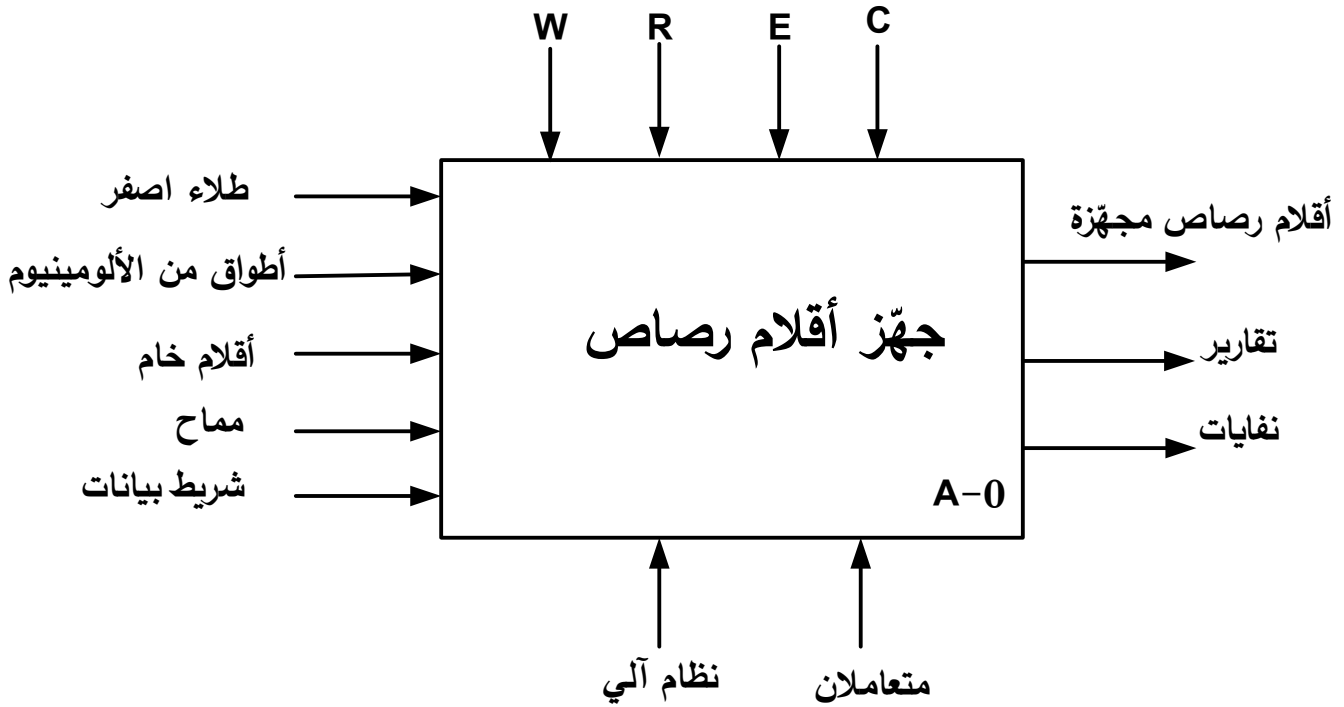 W
R
E
C
طلاء اصفر
أطواق من الألومينيوم
أقلام خام
مماح
شريط بيانات
جهّز أقلام رصاص
A-0
أقلام رصاص مجهّزة
تقارير
نفايات
نظام آلي
متعاملان